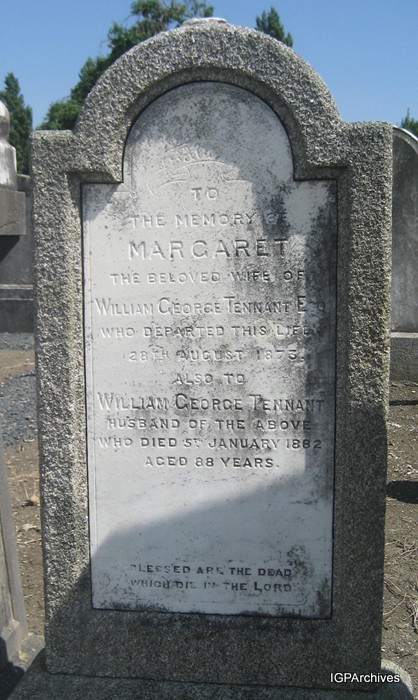 TO
THE MEMORY OF
MARGARET
THE BELOVED WIFE OF
WILLIAM GEORGE TENNANT ESQ
WHO DEPARTED THIS LIFE
28TH AUGUST 1873.
ALSO TO
WILLIAM GEORGE TENNANT
HUSBAND OF THE ABOVE
WHO DIED 5TH JANUARY 1882
AGED 88 YEARS.
BLESSED ARE THE DEAD
WHICH DIE IN THE LORD
IGPArchives